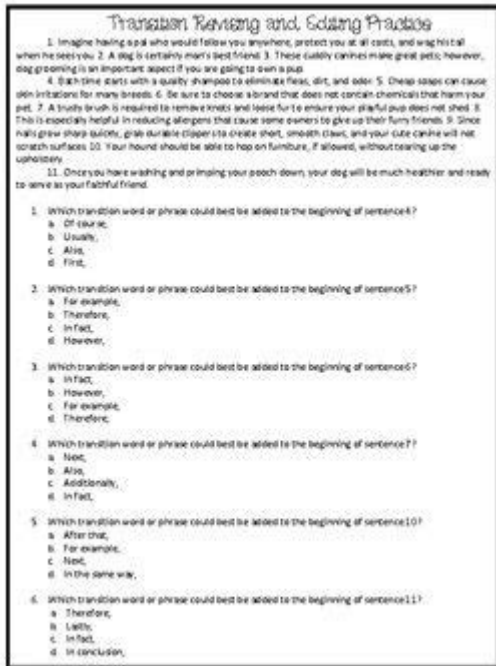 Transition Revising and Editing Practice
1. Imagine having a pal who would follow you anywhere, protect you at all costs, and wag his tail
when he sees you. 2. A dog is certainly man's best friend. 3. These cuddly canines make great pets; however,
dog grooming is an important aspect if you are going to own a pup.
4. Bath time starts with a quality shampoo to eliminate fleas, dirt, and odor. 5. Cheap soaps can cause
skin irritations for many breeds. 6. Be sure to choose a brand that does not contain chemicals that harm your
pet. 7. A trusty brush is required to remove knots and loose fur to ensure your playful pup does not shed. 8.
This is especially helpful in reducing allergens that cause some owners to give up their furry friends. 9. Since
nails grow sharp quickly, grab durable clippers to create short, smooth claws, and your cute canine will not
scratch surfaces. 10. Your hound should be able to hop on furniture, if allowed, without tearing up the
upholstery.
11. Once you have washing and primping your pooch down, your dog will be much healthier and ready
to serve as your faithful friend.
1. Which transition word or phrase could best be added to the beginning of sentence 4?
a. Of course,
b. Usually,
c. Also,
d. First,
2. Which transition word or phrase could best be added to the beginning of sentence 5?
a. For example,
b. Therefore,
c. In fact,
d. However,
3. Which transition word or phrase could best be added to the beginning of sentence 6?
a. In fact,
b. However,
c. For example,
d. Therefore,
4. Which transition word or phrase could best be added to the beginning of sentence 7?
a. Next,
b. Also,
c. Additionally,
d. In fact,
5. Which transition word or phrase could best be added to the beginning of sentence 10?
a. After that,
b. For example,
c. Next,
d. In the same way,
6. Which transition word or phrase could best be added to the beginning of sentence 11?
a. Therefore,
b. Lastly,
c. In fact,
d. In conclusion,